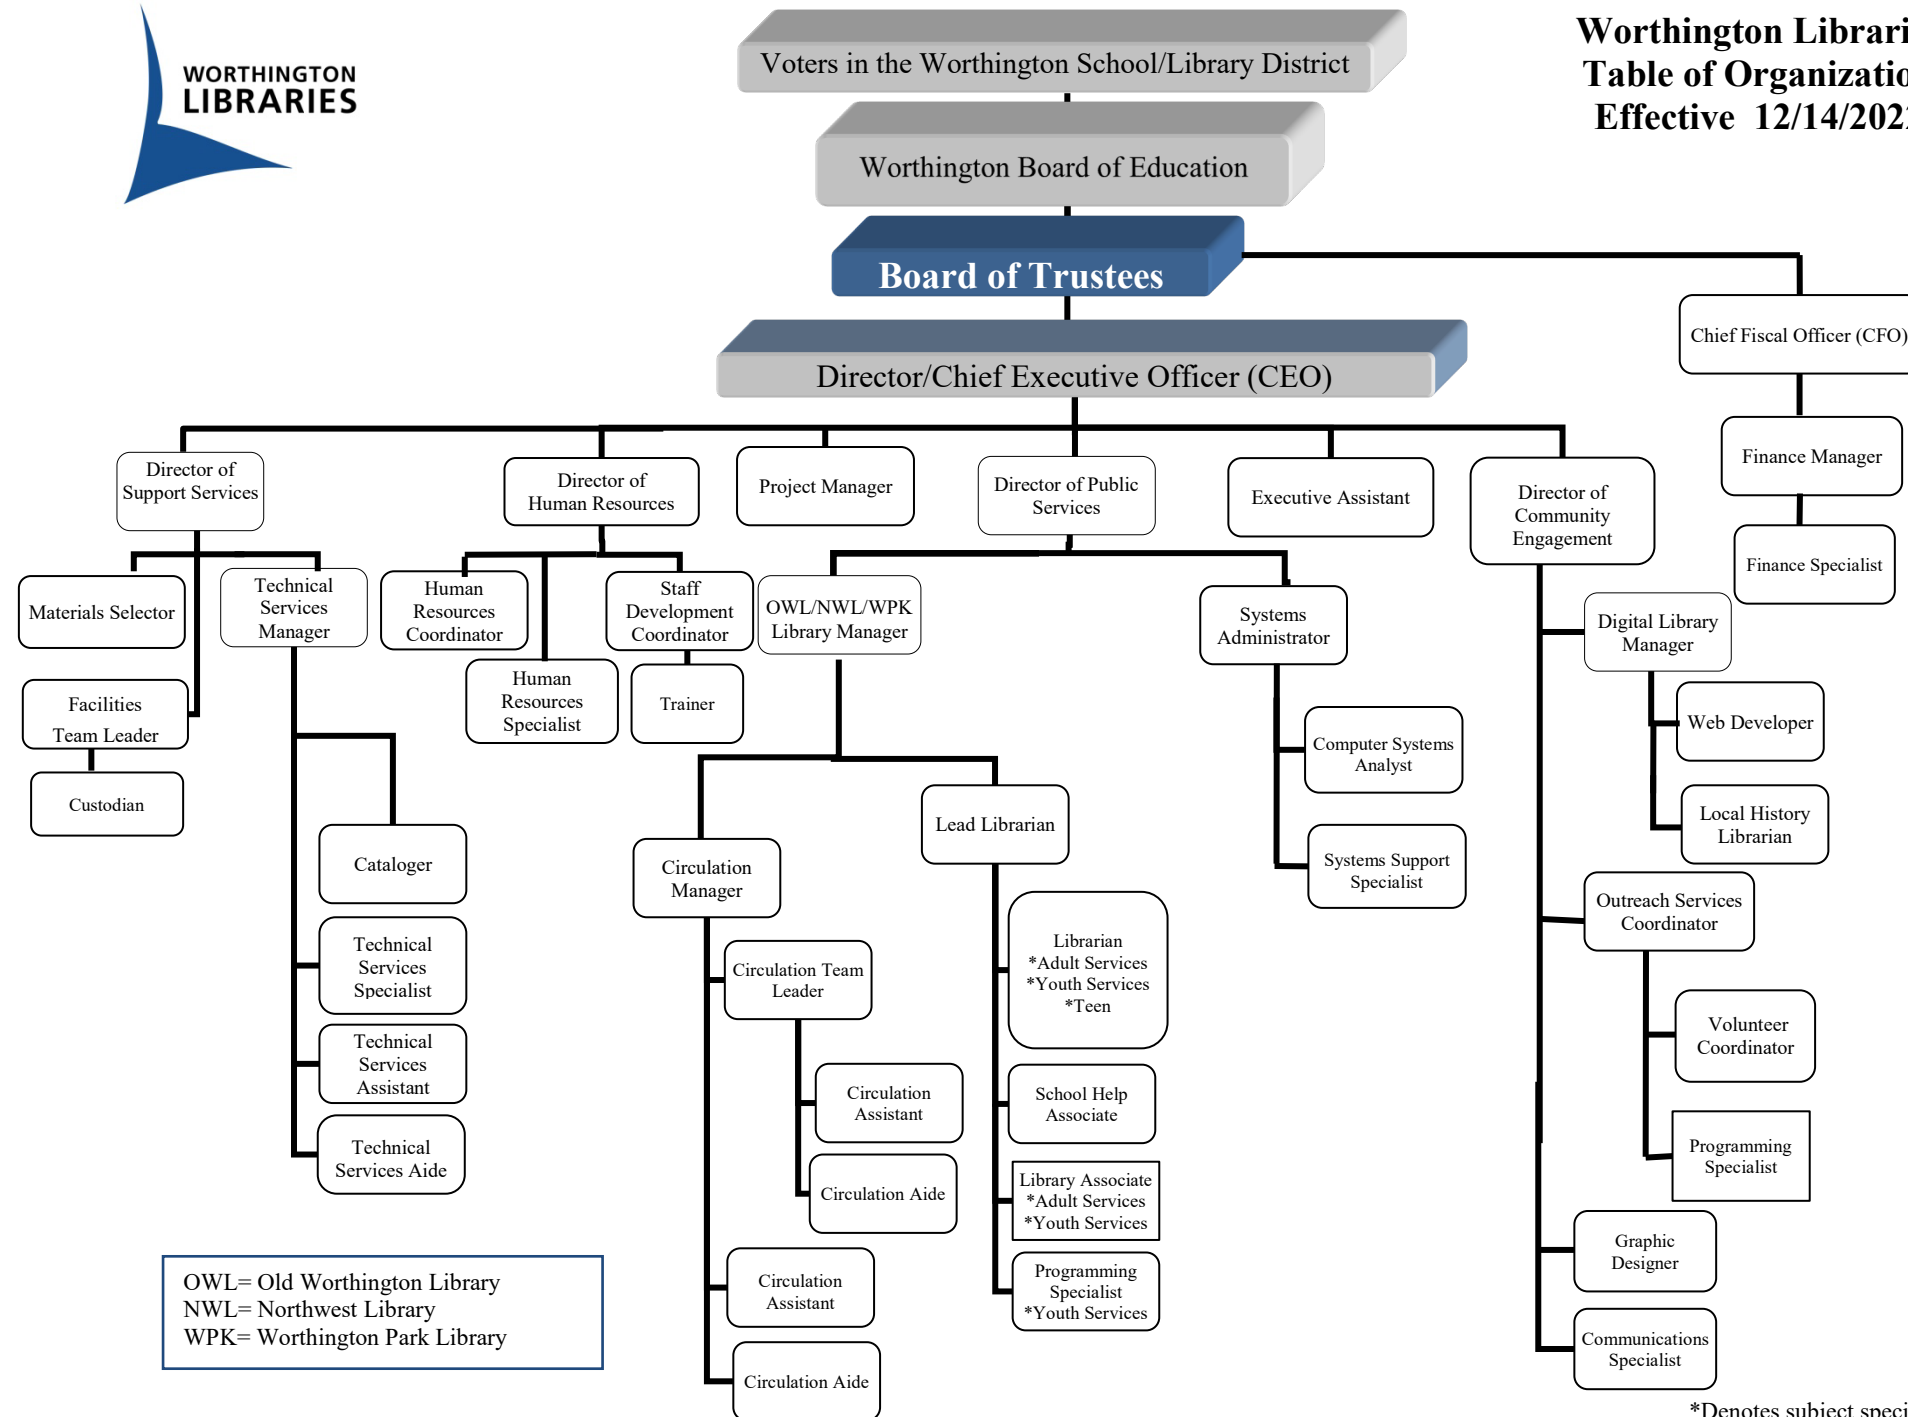 WORTHINGTON
LIBRARIES
Voters in the Worthington School/Library District
Worthington Board of Education
Board of Trustees
Director/Chief Executive Officer (CEO)
Worthington
Table of
Effective
Chief Fiscal Officer (CFO)
Finance Manager
Finance Specialist
Director of
Support Services
Director of
Human Resources
Project Manager
Director of Public
Services
Executive Assistant
Director of
Community
Engagement
Materials Selector
Technical
Services
Manager
Facilities
Team Leader
Custodian
Cataloger
Technical
Services
Specialist
Technical
Services
Assistant
Technical
Services Aide
Human
Resources
Coordinator
Human
Resources
Specialist
Staff
Development
Coordinator
Trainer
OWL/NWL/WPK
Library Manager
Circulation
Manager
Circulation Team
Leader
Circulation
Assistant
Circulation Aide
Circulation
Assistant
Circulation Aide
Lead Librarian
Librarian
*Adult Services
*Youth Services
*Teen
School Help
Associate
Library Associate
*Adult Services
*Youth Services
Programming
Specialist
*Youth Services
Systems
Administrator
Computer Systems
Analyst
Systems Support
Specialist
Digital Library
Manager
Web Developer
Local History
Librarian
Outreach Services
Coordinator
Volunteer
Coordinator
Programming
Specialist
Graphic
Designer
Communications
Specialist
OWL= Old Worthington Library
NWL= Northwest Library
WPK= Worthington Park Library
*Denotes subject